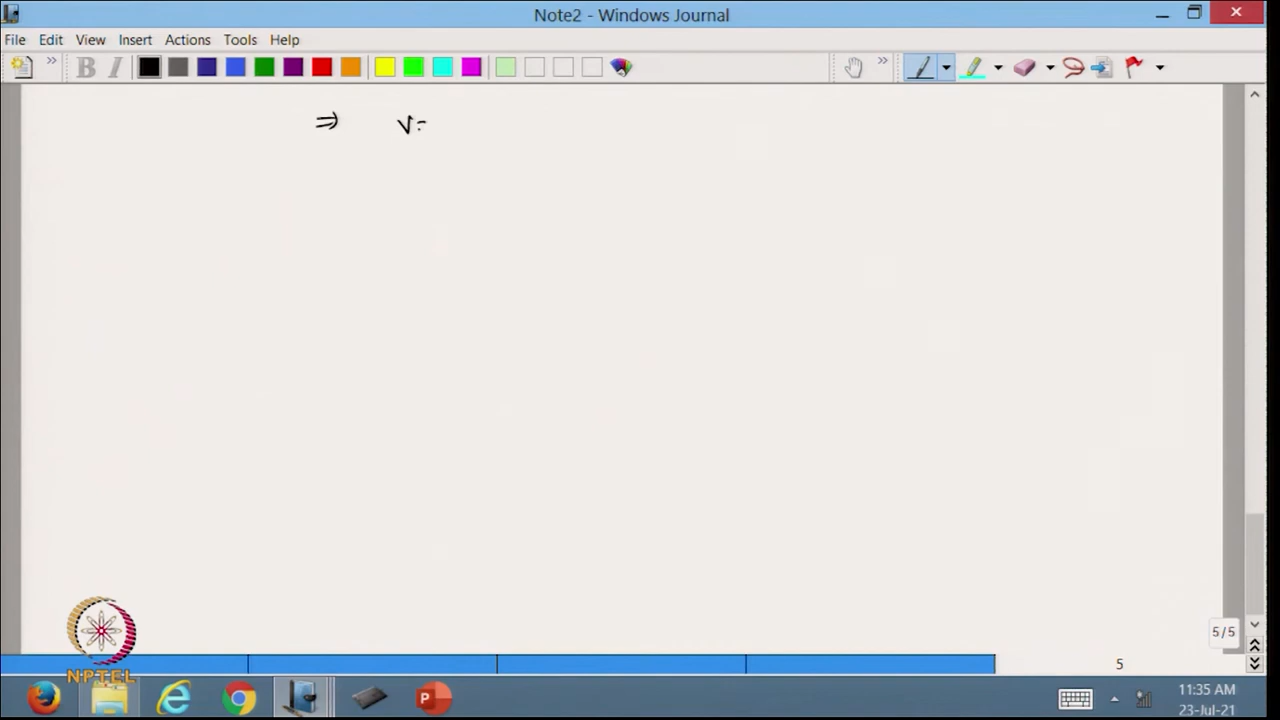 Note2 - Windows Journal
File Edit View Insert Actions Tools Help
B I
⇒ v=
5/5
5
NPTEL
11:35 AM
23-Jul-21